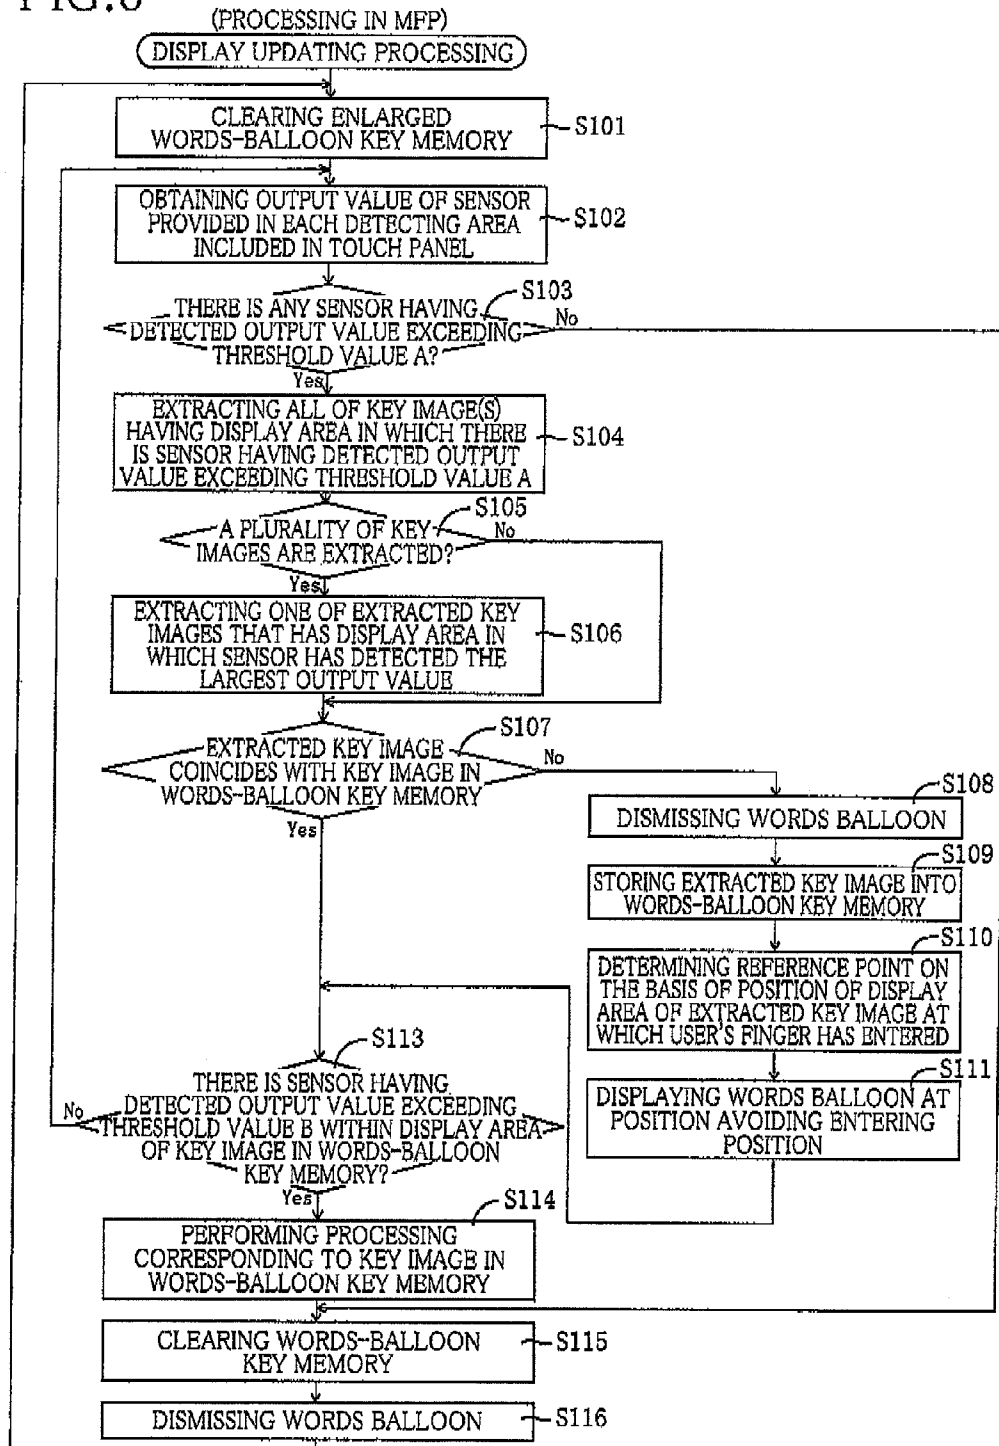 (PROCESSING IN MFP)
DISPLAY UPDATING PROCESSING
CLEARING ENLARGED
WORDS-BALLOON KEY MEMORY
S101
OBTAINING OUTPUT VALUE OF SENSOR
PROVIDED IN EACH DETECTING AREA
INCLUDED IN TOUCH PANEL
S102
S103
THERE IS ANY SENSOR HAVING
DETECTED OUTPUT VALUE EXCEEDING
THRESHOLD VALUE A?
No
Yes
EXTRACTING ALL OF KEY IMAGE(S)
HAVING DISPLAY AREA IN WHICH THERE
IS SENSOR HAVING DETECTED OUTPUT
VALUE EXCEEDING THRESHOLD VALUE A
S104
S105
A PLURALITY OF KEY
IMAGES ARE EXTRACTED?
No
Yes
EXTRACTING ONE OF EXTRACTED KEY
IMAGES THAT HAS DISPLAY AREA IN
WHICH SENSOR HAS DETECTED THE
LARGEST OUTPUT VALUE
S106
S107
EXTRACTED KEY IMAGE
COINCIDES WITH KEY IMAGE IN
WORDS-BALLOON KEY MEMORY
No
Yes
S108
DISMISSING WORDS BALLOON
S109
STORING EXTRACTED KEY IMAGE INTO
WORDS-BALLOON KEY MEMORY
S110
DETERMINING REFERENCE POINT ON
THE BASIS OF POSITION OF DISPLAY
AREA OF EXTRACTED KEY IMAGE AT
WHICH USER'S FINGER HAS ENTERED
S111
DISPLAYING WORDS BALLOON AT
POSITION AVOIDING ENTERING
POSITION
S113
THERE IS SENSOR HAVING
DETECTED OUTPUT VALUE EXCEEDING
THRESHOLD VALUE B WITHIN DISPLAY AREA
OF KEY IMAGE IN WORDS-BALLOON
KEY MEMORY?
No
Yes
S114
PERFORMING PROCESSING
CORRESPONDING TO KEY IMAGE IN
WORDS-BALLOON KEY MEMORY
CLEARING WORDS-BALLOON
KEY MEMORY
S115
DISMISSING WORDS BALLOON
S116